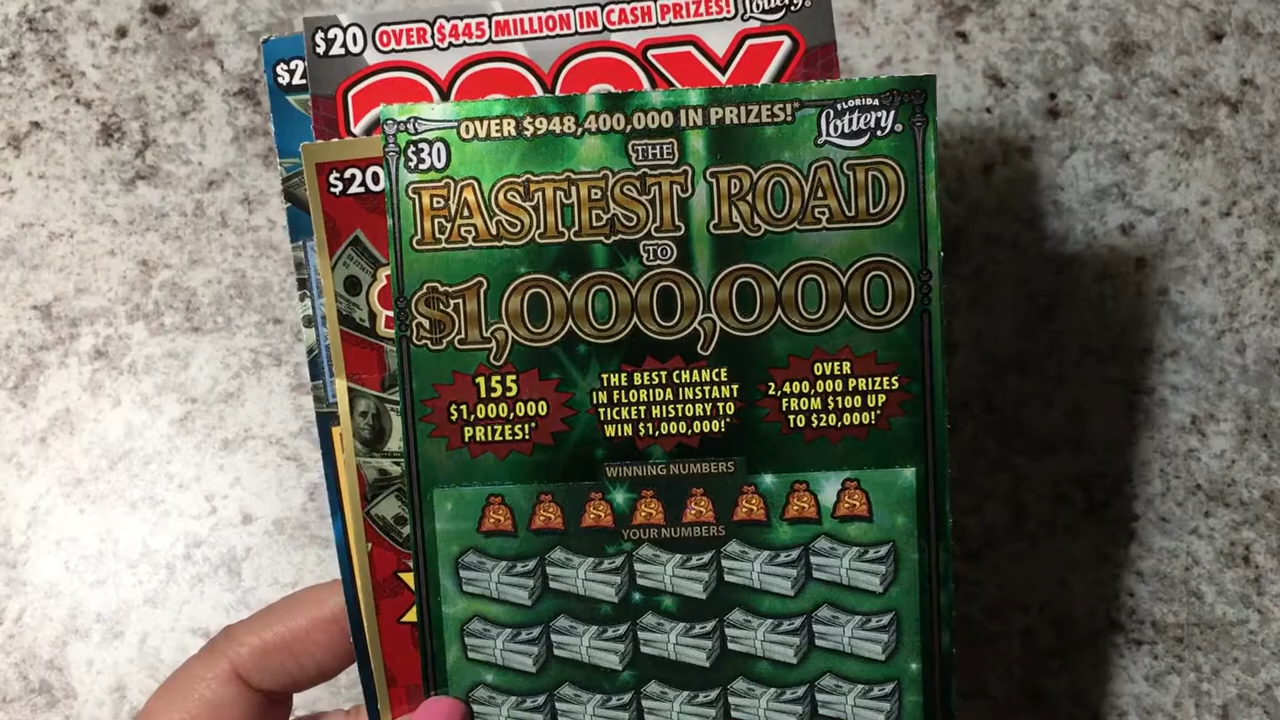 $20 OVER $445 MILLION IN CASH PRIZES! Lottery.
$2
$20
OVER $948,400,000 IN PRIZES!*
FLORIDA
Lottery.
$30
THE
FASTEST ROAD
TO
$1,000,000
155
$1,000,000
PRIZES!*
THE BEST CHANCE
IN FLORIDA INSTANT
TICKET HISTORY TO
WIN $1,000,000!*
OVER
2,400,000 PRIZES
FROM $100 UP
TO $20,000!*
WINNING NUMBERS
YOUR NUMBERS